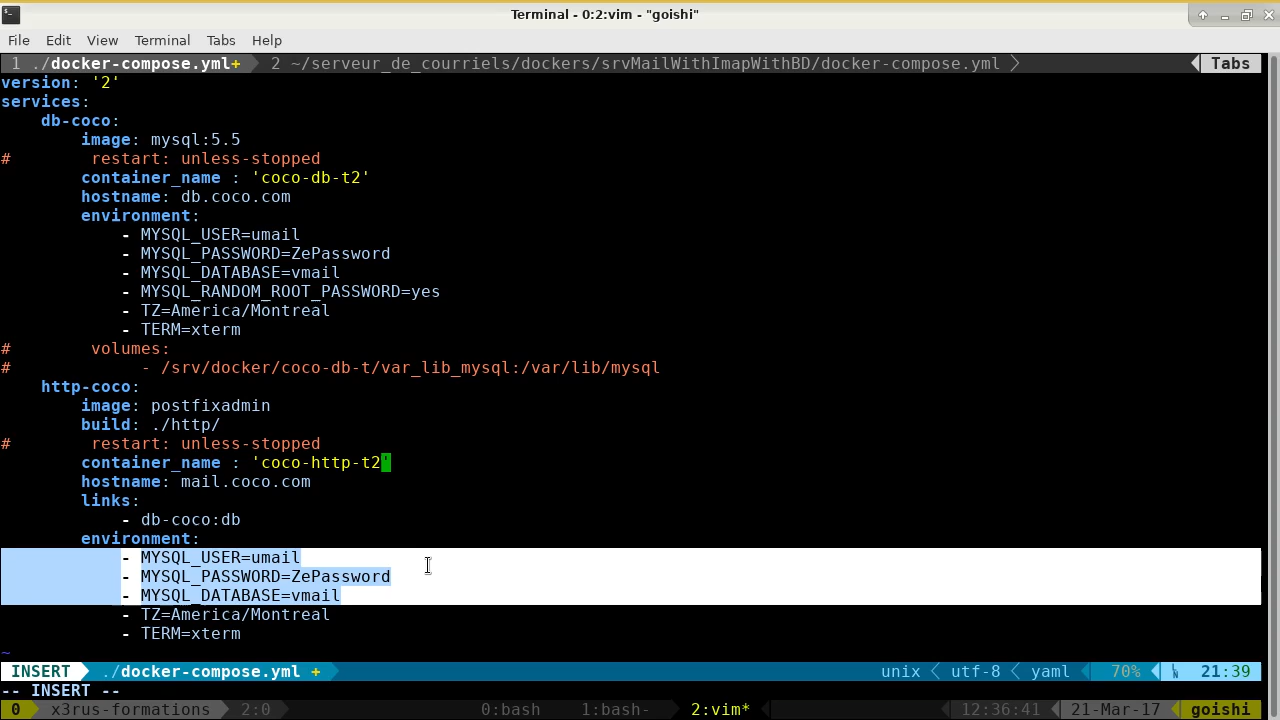 Terminal - 0:2:vim - "goishi"
File Edit View Terminal Tabs Help
1 ./docker-compose.yml+ 2 ~/serveur_de_courriels/dockers/srvMailWithImapWithBD/docker-compose.yml Tabs
version: '2'
services:
    db-coco:
        image: mysql:5.5
#        restart: unless-stopped
        container_name : 'coco-db-t2'
        hostname: db.coco.com
        environment:
            - MYSQL_USER=umail
            - MYSQL_PASSWORD=ZePassword
            - MYSQL_DATABASE=vmail
            - MYSQL_RANDOM_ROOT_PASSWORD=yes
            - TZ=America/Montreal
            - TERM=xterm
#        volumes:
#             - /srv/docker/coco-db-t/var_lib_mysql:/var/lib/mysql
    http-coco:
        image: postfixadmin
        build: ./http/
#        restart: unless-stopped
        container_name : 'coco-http-t2'
        hostname: mail.coco.com
        links:
            - db-coco:db
        environment:
            - MYSQL_USER=umail
            - MYSQL_PASSWORD=ZePassword
            - MYSQL_DATABASE=vmail
            - TZ=America/Montreal
            - TERM=xterm
~
INSERT ./docker-compose.yml + unix utf-8 yaml 70% 21:39
-- INSERT --
0 x3rus-formations 2:0 0:bash 1:bash- 2:vim* 12:36:41 21-Mar-17 goishi